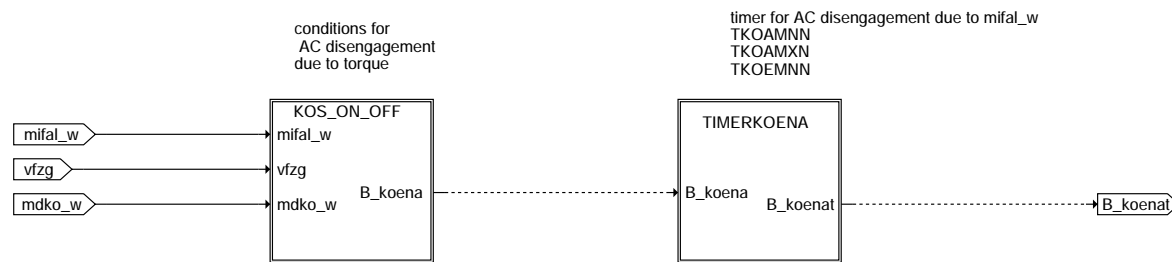 conditions for
AC disengagement
due to torque
timer for AC disengagement due to mifal_w
TKOAMNN
TKOAMXN
TKOEMNN
KOS_ON_OFF
TIMERKOENA
mifal_w
mifal_w
vfzg
vfzg
mdko_w
mdko_w
B_koena
B_koena
B_koenat
B_koenat